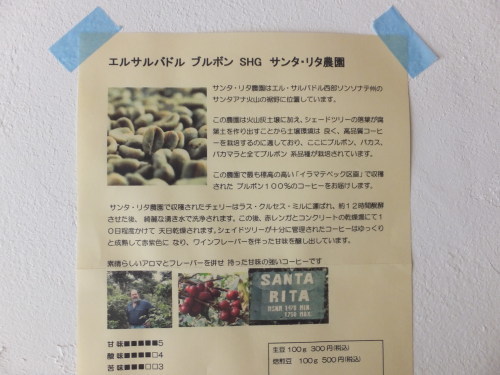 エルサルバドル ブルボン SHG サンタ・リタ農園
サンタ・リタ農園はエル・サルバドル西部ソンソナテ州の
サンタアナ火山の裾野に位置しています。
この農園は火山灰土壌に加え、シェードツリーの落葉が腐
葉土を作り出すことから土壌環境は 良く、高品質コーヒ
ーを栽培するのに適しており、ここにブルボン、パカス、
パカマラと全てブルボン 系品種が栽培されています。
この農園で最も標高の高い「イラマテペック区画」で収穫
された ブルボン100%のコーヒーをお届けします。
サンタ・リタ農園で収穫されたチェリーはラス・クルセス・ミルに運ばれ、約12時間醗酵
させた後、 綺麗な湧き水で洗浄されます。この後、赤レンガとコンクリートの乾燥場にて1
0日程度かけて 天日乾燥されます。シェイドツリーが十分に管理されたコーヒーはゆっくり
と成熟して赤紫色に なり、ワインフレーバーを伴った甘味を醸し出しています。
素晴らしいアロマとフレーバーを併せ 持った甘味の強いコーヒーです
SANTA
RITA
甘 味■■■■■5
酸 味■■■■□4
苦 味■■■□□3
生豆100g 300円(税込)
焙煎豆 100g 500円(税込)